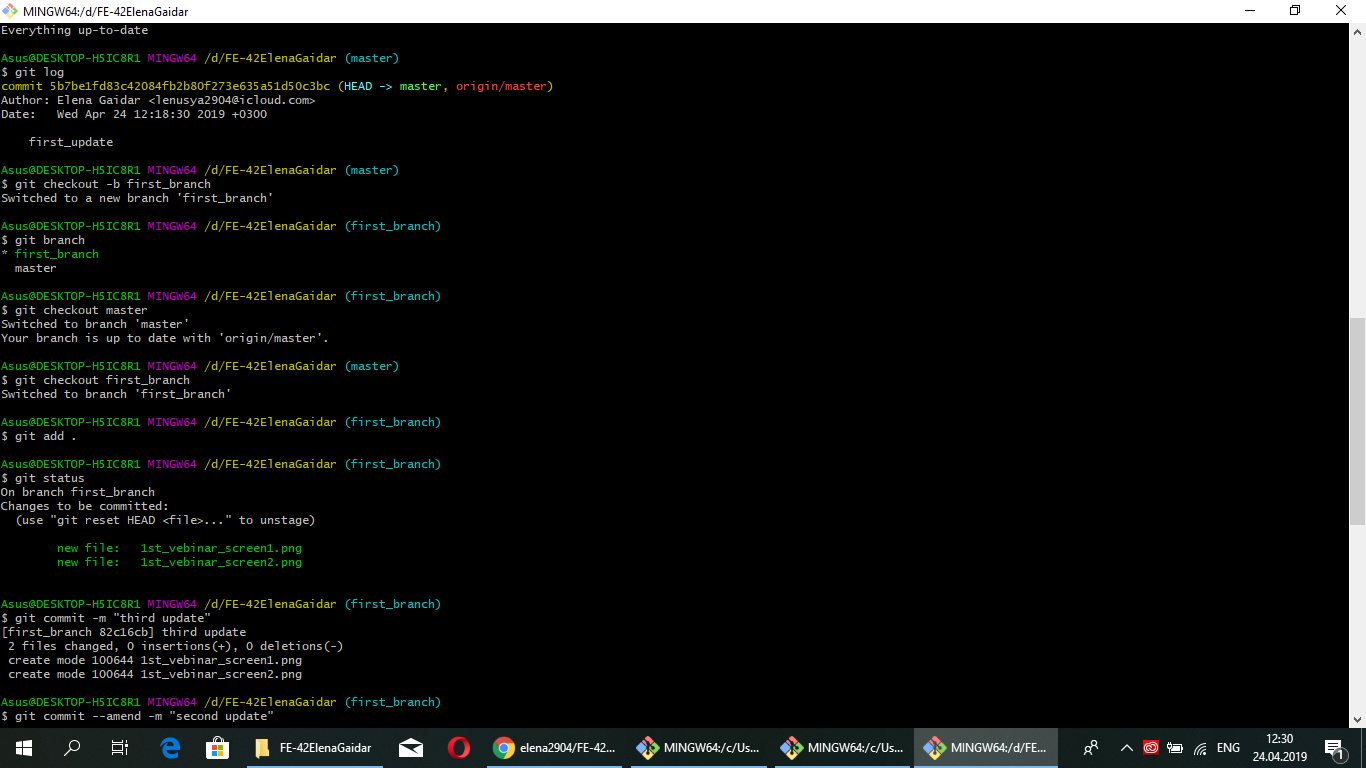 MINGW64:/d/FE-42ElenaGaidar
Everything up-to-date
Asus@DESKTOP-H5IC8R1 MINGW64 /d/FE-42ElenaGaidar (master)
$ git log
commit 5b7be1fd83c42084fb2b80f273e635a51d50c3bc (HEAD -> master, origin/master)
Author: Elena Gaidar <lenusya2904@icloud.com>
Date:   Wed Apr 24 12:18:30 2019 +0300
    first_update
Asus@DESKTOP-H5IC8R1 MINGW64 /d/FE-42ElenaGaidar (master)
$ git checkout -b first_branch
Switched to a new branch 'first_branch'
Asus@DESKTOP-H5IC8R1 MINGW64 /d/FE-42ElenaGaidar (first_branch)
$ git branch
* first_branch
  master
Asus@DESKTOP-H5IC8R1 MINGW64 /d/FE-42ElenaGaidar (first_branch)
$ git checkout master
Switched to branch 'master'
Your branch is up to date with 'origin/master'.
Asus@DESKTOP-H5IC8R1 MINGW64 /d/FE-42ElenaGaidar (master)
$ git checkout first_branch
Switched to branch 'first_branch'
Asus@DESKTOP-H5IC8R1 MINGW64 /d/FE-42ElenaGaidar (first_branch)
$ git add .
Asus@DESKTOP-H5IC8R1 MINGW64 /d/FE-42ElenaGaidar (first_branch)
$ git status
On branch first_branch
Changes to be committed:
  (use "git reset HEAD <file>..." to unstage)
        new file:   1st_vebinar_screen1.png
        new file:   1st_vebinar_screen2.png
Asus@DESKTOP-H5IC8R1 MINGW64 /d/FE-42ElenaGaidar (first_branch)
$ git commit -m "third update"
[first_branch 82c16cb] third update
 2 files changed, 0 insertions(+), 0 deletions(-)
 create mode 100644 1st_vebinar_screen1.png
 create mode 100644 1st_vebinar_screen2.png
Asus@DESKTOP-H5IC8R1 MINGW64 /d/FE-42ElenaGaidar (first_branch)
$ git commit --amend -m "second update"
FE-42ElenaGaidar
elena2904/FE-42...
MINGW64:/c/Us...
MINGW64:/c/Us...
MINGW64:/d/FE...
ENG
12:30
24.04.2019
1